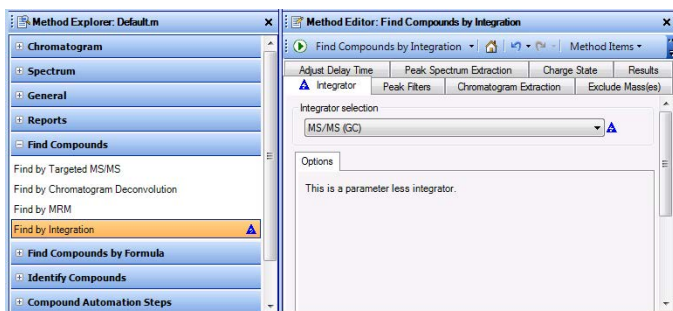 Method Explorer: Default.m
Chromatogram
Spectrum
General
Reports
Find Compounds
Find by Targeted MS/MS
Find by Chromatogram Deconvolution
Find by MRM
Find by Integration
Find Compounds by Formula
Identify Compounds
Compound Automation Steps
Method Editor: Find Compounds by Integration
Find Compounds by Integration Method Items
Adjust Delay Time Peak Spectrum Extraction Charge State Results
Integrator Peak Filters Chromatogram Extraction Exclude Mass(es)
Integrator selection
MS/MS (GC)
Options
This is a parameter less integrator.